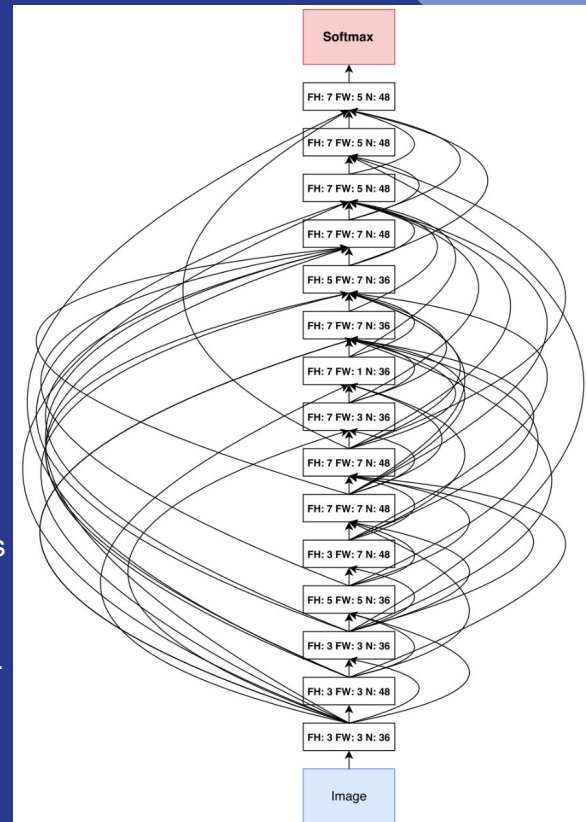 Softmax
FH: 7 FW: 5 N: 48
FH: 7 FW: 5 N: 48
FH: 7 FW: 5 N: 48
FH: 7 FW: 7 N: 48
FH: 5 FW: 7 N: 36
FH: 7 FW: 7 N: 36
FH: 7 FW: 1 N: 36
FH: 7 FW: 3 N: 36
FH: 7 FW: 7 N: 48
FH: 7 FW: 7 N: 48
s
FH: 3 FW: 7 N: 48
FH: 5 FW: 5 N: 36
FH: 3 FW: 3 N: 36
.
FH: 3 FW: 3 N: 48
FH: 3 FW: 3 N: 36
Image